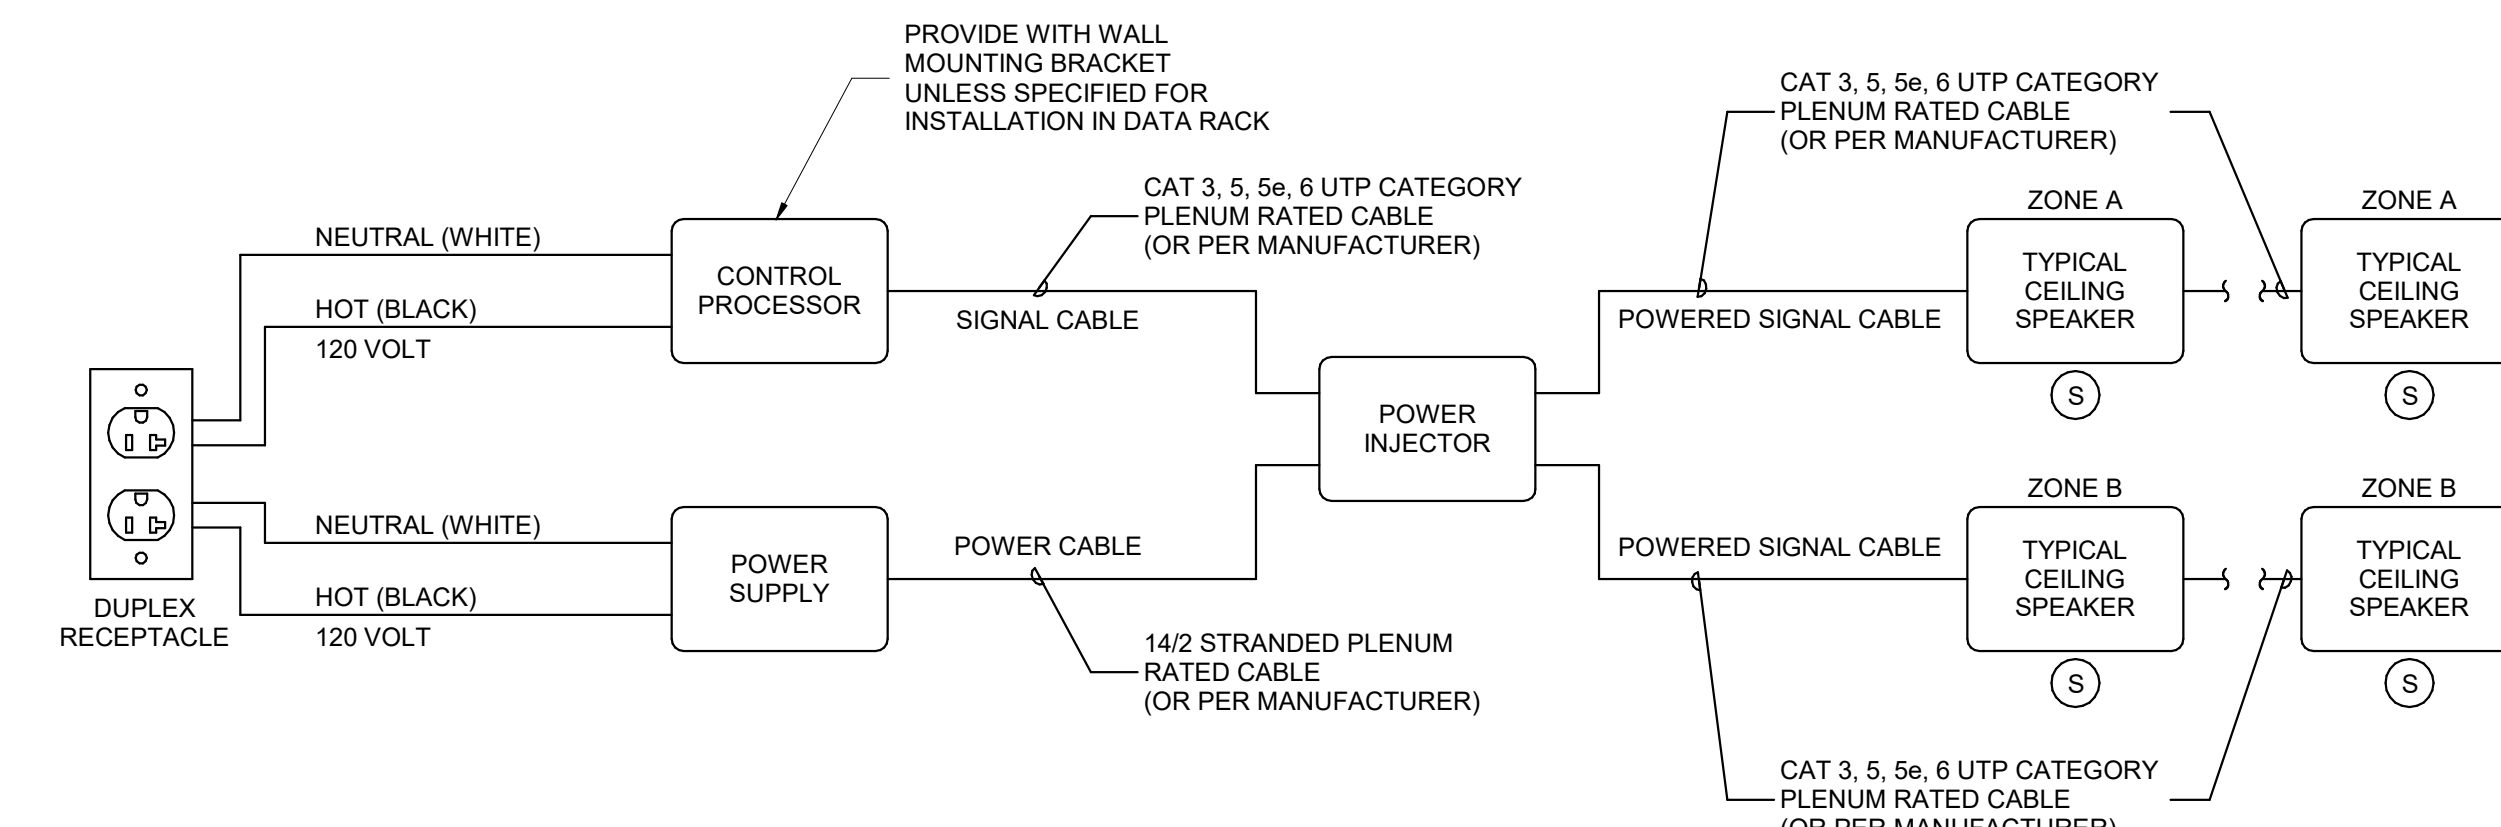 PROVIDE WITH WALL
MOUNTING BRACKET
UNLESS SPECIFIED FOR
INSTALLATION IN DATA RACK
CAT 3, 5, 5e, 6 UTP CATEGORY
PLENUM RATED CABLE
(OR PER MANUFACTURER)
CAT 3, 5, 5e, 6 UTP CATEGORY
PLENUM RATED CABLE
(OR PER MANUFACTURER)
NEUTRAL (WHITE)
HOT (BLACK)
120 VOLT
CONTROL
PROCESSOR
SIGNAL CABLE
POWERED SIGNAL CABLE
ZONE A
TYPICAL
CEILING
SPEAKER
S
ZONE A
TYPICAL
CEILING
SPEAKER
S
POWER
INJECTOR
DUPLEX
RECEPTACLE
NEUTRAL (WHITE)
HOT (BLACK)
120 VOLT
POWER
SUPPLY
POWER CABLE
14/2 STRANDED PLENUM
RATED CABLE
(OR PER MANUFACTURER)
POWERED SIGNAL CABLE
ZONE B
TYPICAL
CEILING
SPEAKER
S
ZONE B
TYPICAL
CEILING
SPEAKER
S
CAT 3, 5, 5e, 6 UTP CATEGORY
PLENUM RATED CABLE
(OR PER MANUFACTURER)